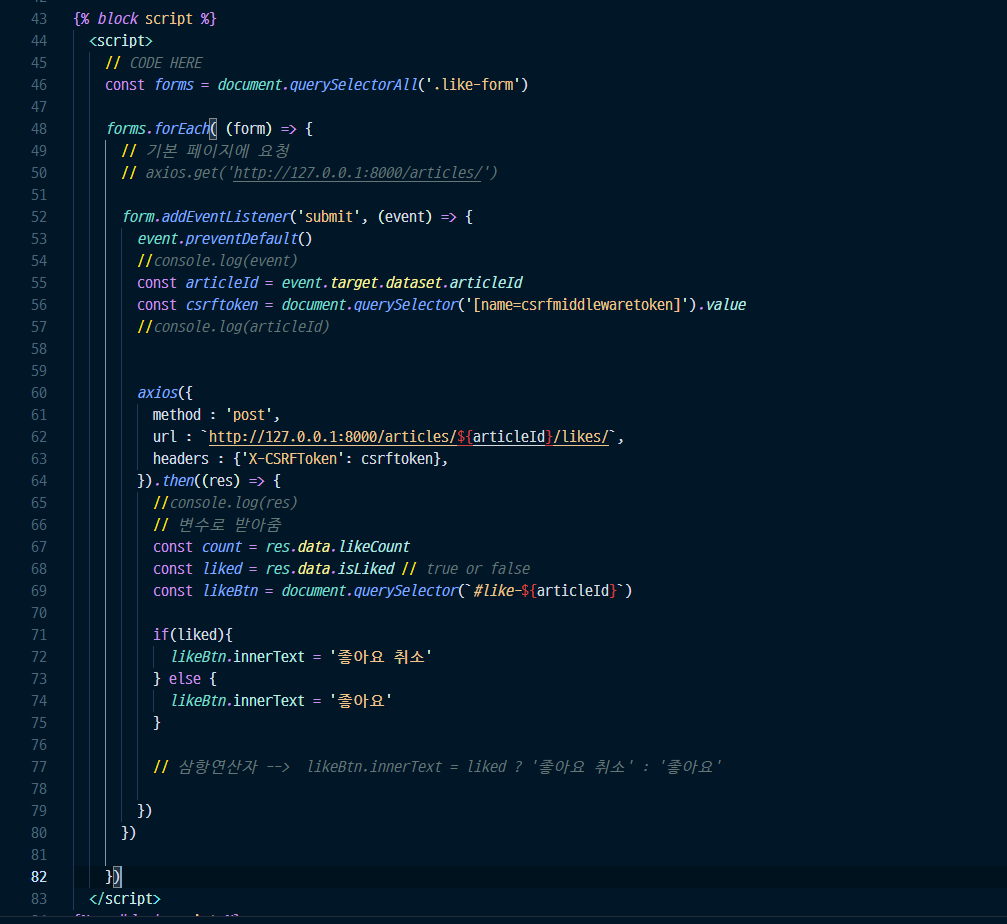 43 {% block script %}
44 <script>
45 // CODE HERE
46 const forms = document.querySelectorAll('.like-form')
47
48 forms.forEach( (form) => {
49 // 기본 페이지에 요청
50 // axios.get('http://127.0.0.1:8000/articles/')
51
52 form.addEventListener('submit', (event) => {
53 event.preventDefault()
54 //console.log(event)
55 const articleId = event.target.dataset.articleId
56 const csrftoken = document.querySelector('[name=csrfmiddlewaretoken]').value
57 //console.log(articleId)
58
59
60 axios({
61 method : 'post',
62 url : `http://127.0.0.1:8000/articles/${articleId}/likes/`,
63 headers : {'X-CSRFToken': csrftoken},
64 }).then((res) => {
65 //console.log(res)
66 // 변수로 받아줌
67 const count = res.data.likeCount
68 const liked = res.data.isLiked // true or false
69 const likeBtn = document.querySelector(`#like-${articleId}`)
70
71 if(liked){
72 likeBtn.innerText = '좋아요 취소'
73 } else {
74 likeBtn.innerText = '좋아요'
75 }
76
77 // 삼항연산자 --> likeBtn.innerText = liked ? '좋아요 취소' : '좋아요'
78
79 })
80 })
81
82 })
83 </script>